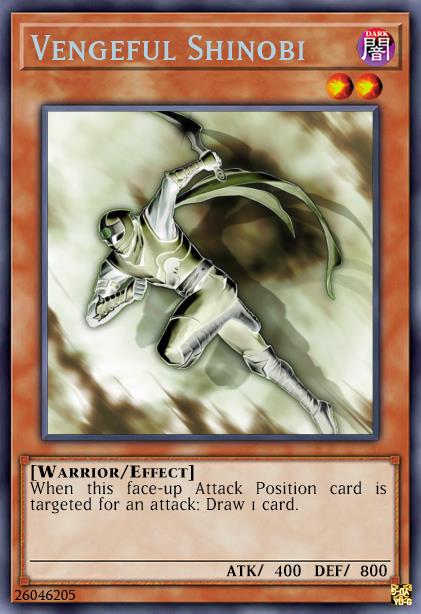 VENGEFUL SHINOBI
DARK
闇
[WARRIOR/EFFECT]
When this face-up Attack Position card is
targeted for an attack: Draw 1 card.
ATK/ 400 DEF/ 800
26046205